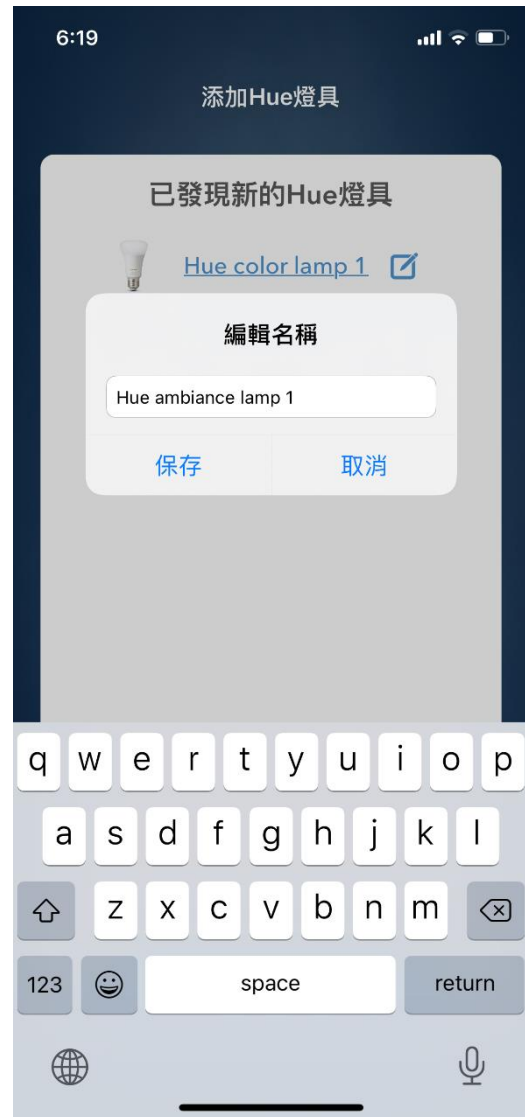 6:19
添加Hue燈具
已發現新的Hue燈具
Hue color lamp 1
編輯名稱
Hue ambiance lamp 1
保存 取消
q w e r t y u i o p
a s d f g h j k l
z x c v b n m
123 space return